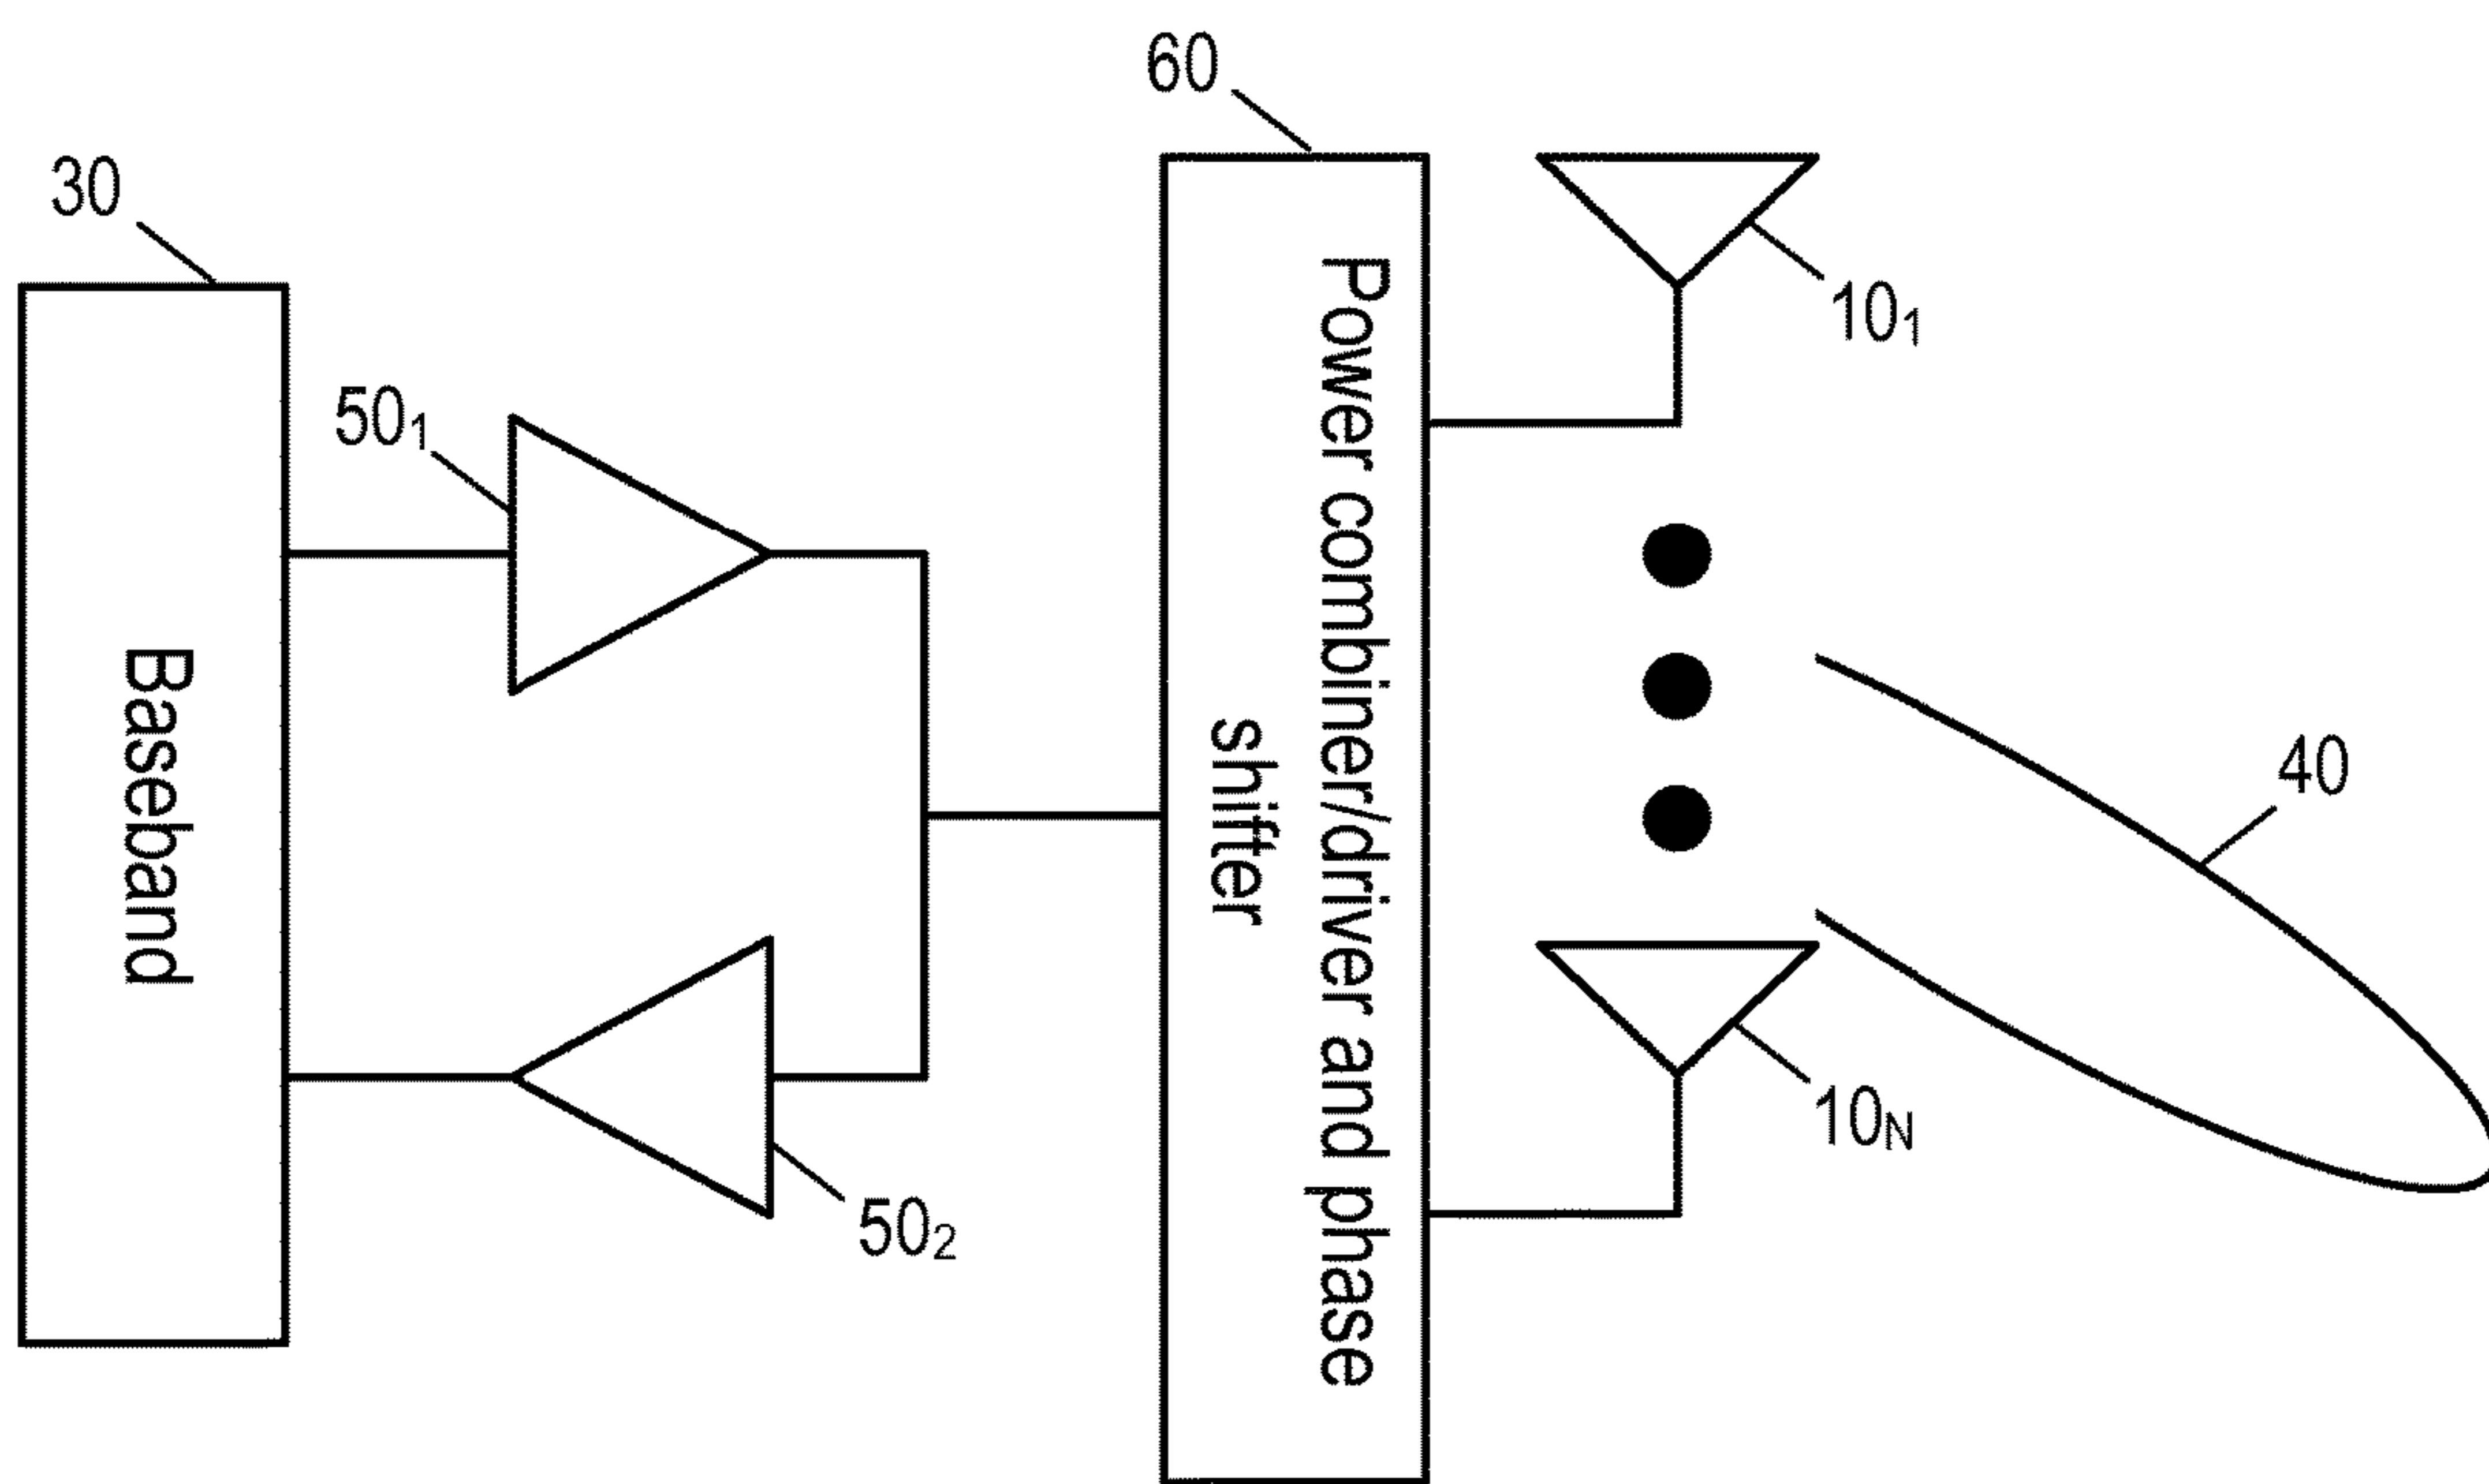 60
30
10₁
50₁
Power combiner/driver and phase
shifter
Baseband
40
10N
50₂